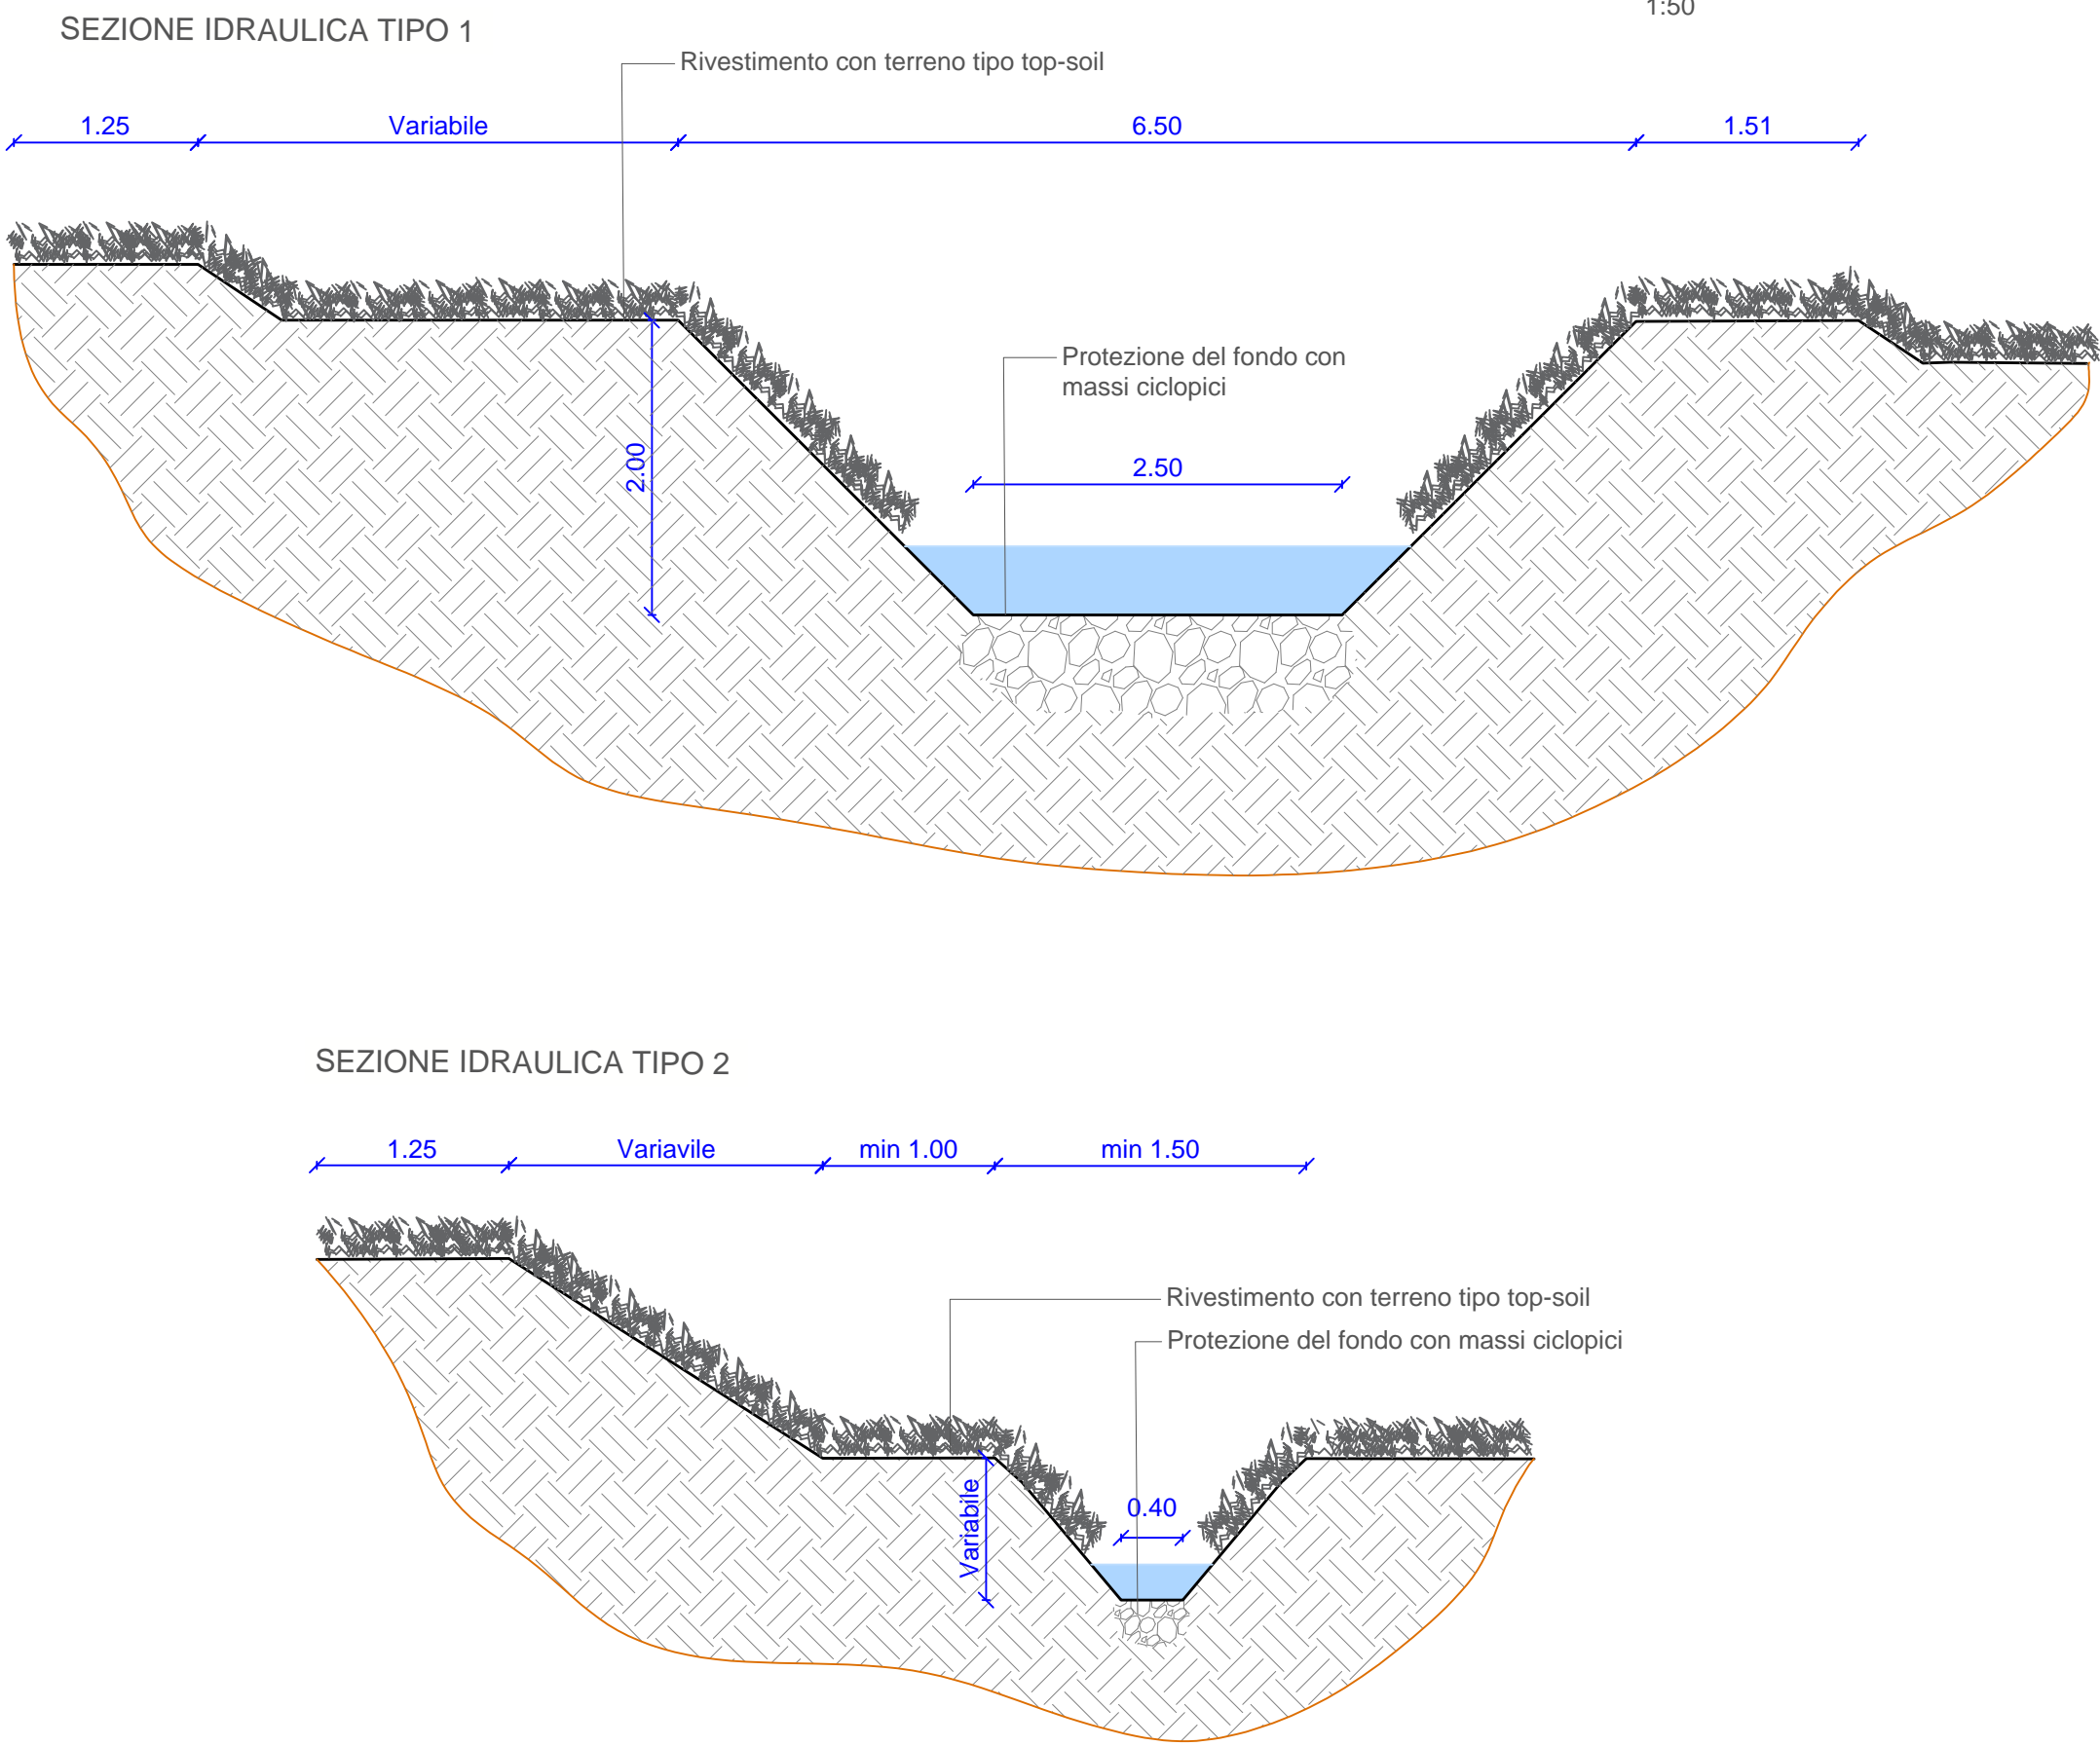 1:50
SEZIONE IDRAULICA TIPO 1
Rivestimento con terreno tipo top-soil
1.25 Variabile 6.50 1.51
Protezione del fondo con
massi ciclopici
2.00
2.50
SEZIONE IDRAULICA TIPO 2
1.25 Variavile min 1.00 min 1.50
Rivestimento con terreno tipo top-soil
Protezione del fondo con massi ciclopici
Variabile
0.40